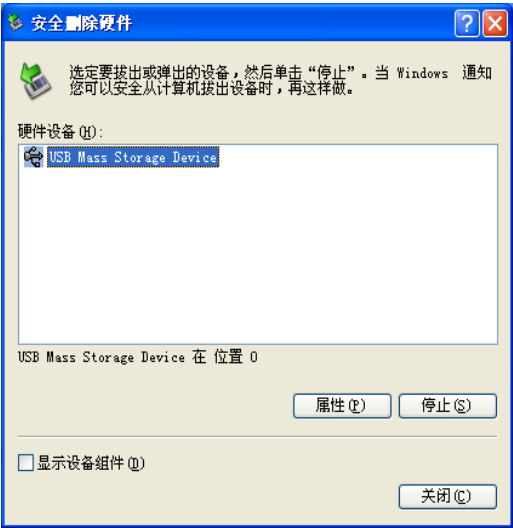 安全删除硬件
选定要拔出或弹出的设备，然后单击“停止”。当 Windows 通知
您可以安全从计算机拔出设备时，再这样做。
硬件设备(H):
USB Mass Storage Device
USB Mass Storage Device 在 位置 0
属性(P)
停止(S)
显示设备组件(D)
关闭(C)